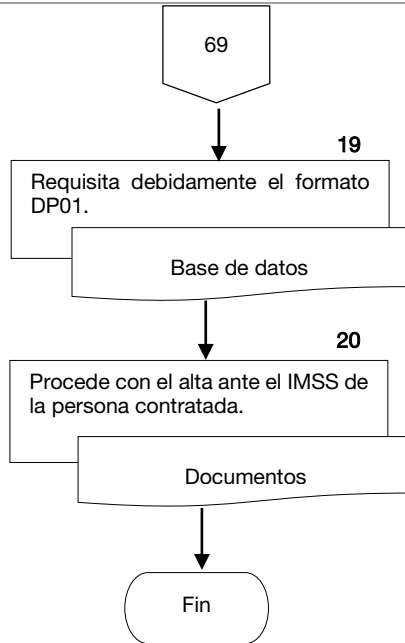 69
19
Requisita debidamente el formato
DP01.
Base de datos
20
Procede con el alta ante el IMSS de
la persona contratada.
Documentos
Fin